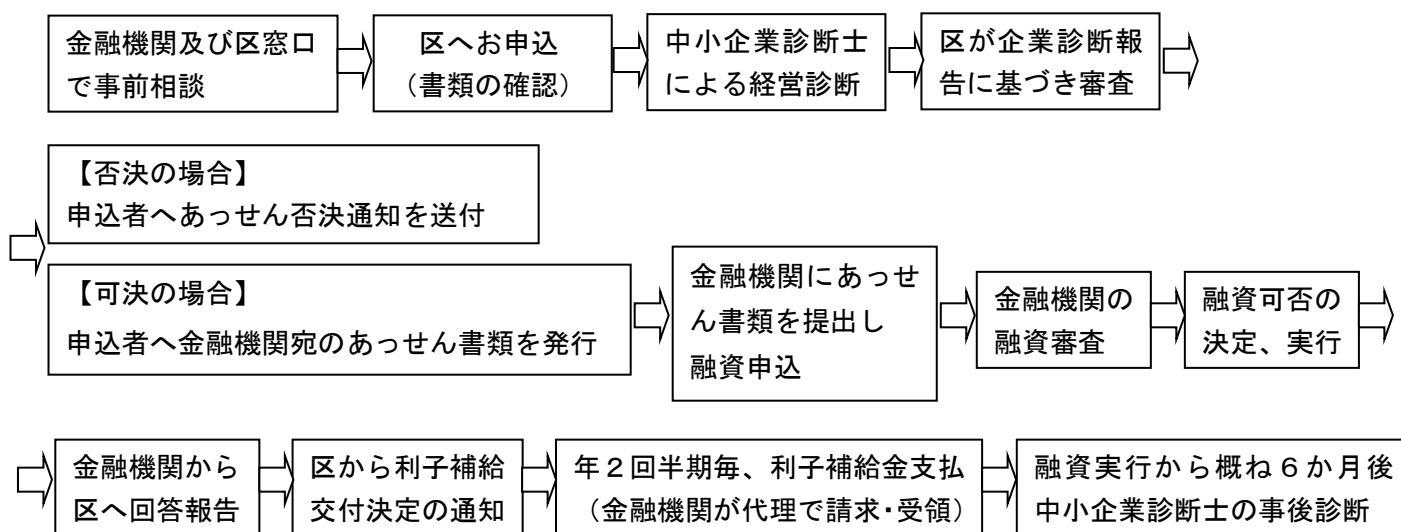 金融機関及び区窓口
で事前相談
区へお申込
（書類の確認）
中小企業診断士
による経営診断
区が企業診断報
告に基づき審査
【否決の場合】
申込者へあっせん否決通知を送付
【可決の場合】
申込者へ金融機関宛のあっせん書類を発行
金融機関にあっせ
ん書類を提出し
融資申込
金融機関の
融資審査
融資可否の
決定、実行
金融機関から
区へ回答報告
区から利子補給
交付決定の通知
年２回半期毎、利子補給金支払
（金融機関が代理で請求・受領）
融資実行から概ね６か月後
中小企業診断士の事後診断